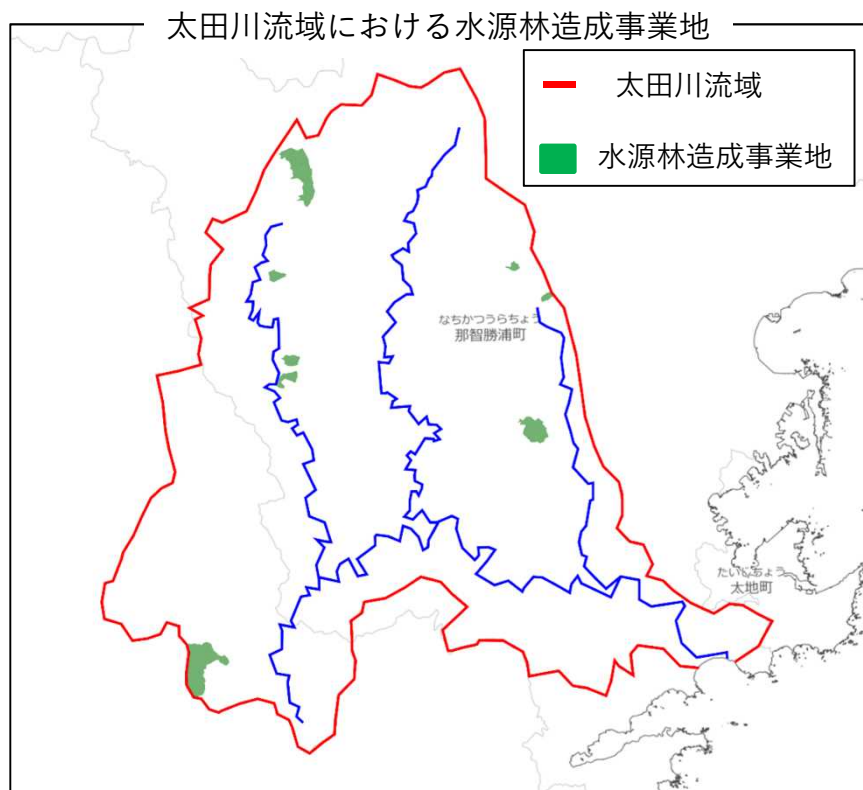 太田川流域における水源林造成事業地
太田川流域
水源林造成事業地
なちかつうらちょう
那智勝浦町
たいじちょう
太地町